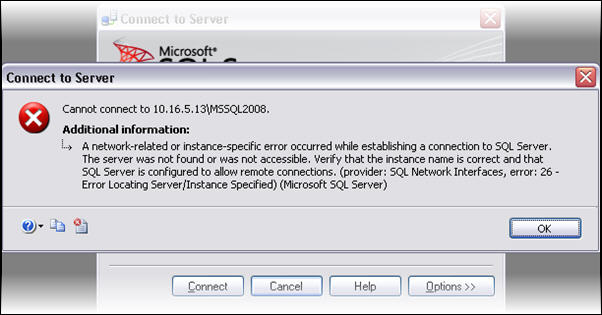 Connect to Server
Microsoft®
Connect to Server
Cannot connect to 10.16.5.13\MSSQL2008.
Additional information:
A network-related or instance-specific error occurred while establishing a connection to SQL Server.
The server was not found or was not accessible. Verify that the instance name is correct and that
SQL Server is configured to allow remote connections. (provider: SQL Network Interfaces, error: 26 -
Error Locating Server/Instance Specified) (Microsoft SQL Server)
OK
Connect
Cancel
Help
Options >>